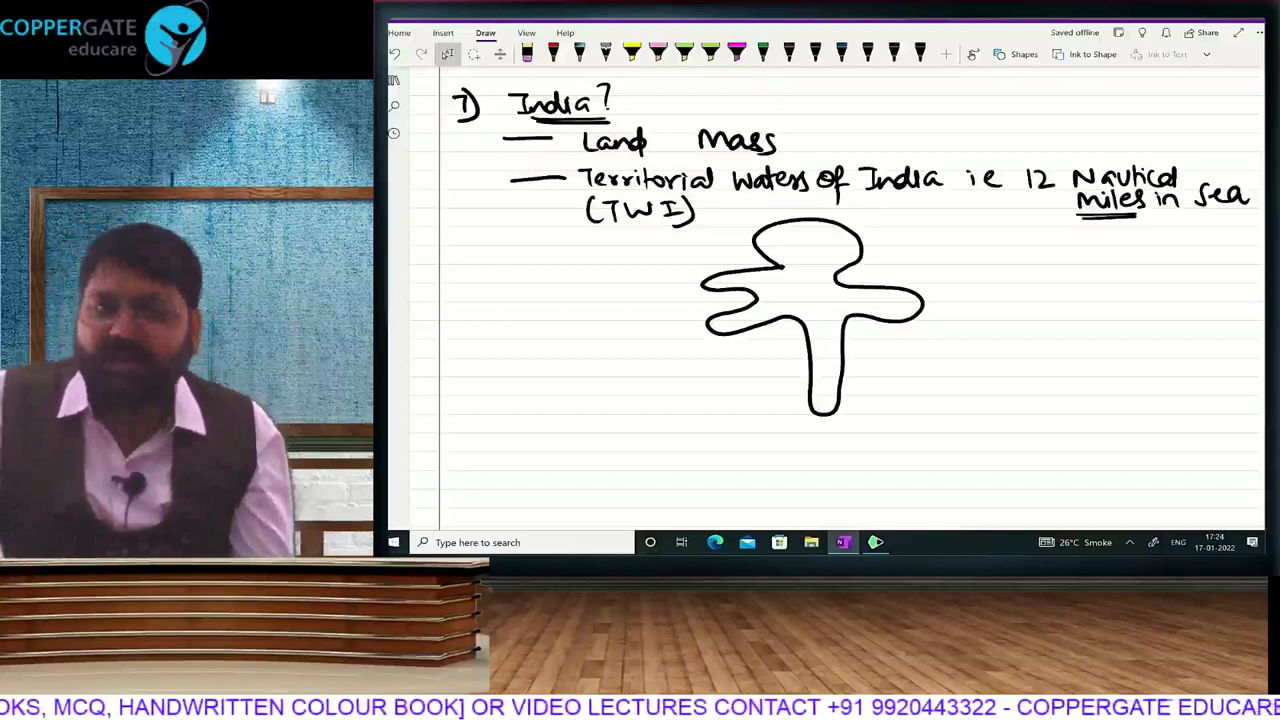 COPPERGATE
educare
Home Insert Draw View Help Saved offline Share
Shapes Ink to Shape Ink to Text
7) India?
— Land Mass
— Territorial waters of India i e 12 Nautical
miles in sea
(TWI)
Type here to search
26°C Smoke ENG 17:24
17-01-2022
OKS, MCQ, HANDWRITTEN COLOUR BOOK] OR VIDEO LECTURES CONTACT +91 9920443322 - COPPERGATE EDUCARE